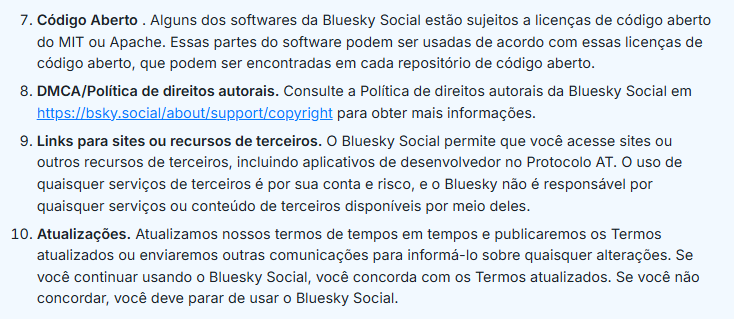 7. Código Aberto . Alguns dos softwares da Bluesky Social estão sujeitos a licenças de código aberto
do MIT ou Apache. Essas partes do software podem ser usadas de acordo com essas licenças de
código aberto, que podem ser encontradas em cada repositório de código aberto.
8. DMCA/Política de direitos autorais. Consulte a Política de direitos autorais da Bluesky Social em
https://bsky.social/about/support/copyright para obter mais informações.
9. Links para sites ou recursos de terceiros. O Bluesky Social permite que você acesse sites ou
outros recursos de terceiros, incluindo aplicativos de desenvolvedor no Protocolo AT. O uso de
quaisquer serviços de terceiros é por sua conta e risco, e o Bluesky não é responsável por
quaisquer serviços ou conteúdo de terceiros disponíveis por meio deles.
10. Atualizações. Atualizamos nossos termos de tempos em tempos e publicaremos os Termos
atualizados ou enviaremos outras comunicações para informá-lo sobre quaisquer alterações. Se
você continuar usando o Bluesky Social, você concorda com os Termos atualizados. Se você não
concordar, você deve parar de usar o Bluesky Social.